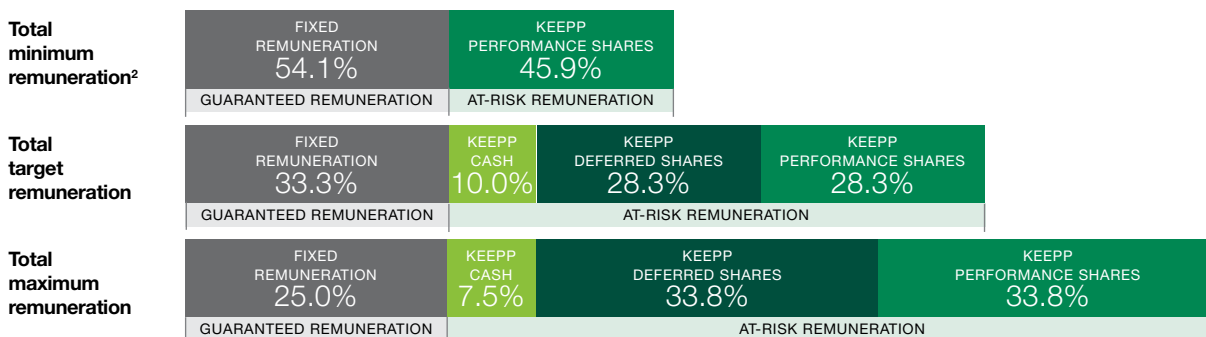 Total
minimum
remuneration²
FIXED
REMUNERATION
54.1%
KEEPP
PERFORMANCE SHARES
45.9%
GUARANTEED REMUNERATION
AT-RISK REMUNERATION
Total
target
remuneration
FIXED
REMUNERATION
33.3%
KEEPP
CASH
10.0%
KEEPP
DEFERRED SHARES
28.3%
KEEPP
PERFORMANCE SHARES
28.3%
GUARANTEED REMUNERATION
AT-RISK REMUNERATION
Total
maximum
remuneration
FIXED
REMUNERATION
25.0%
KEEPP
CASH
7.5%
KEEPP
DEFERRED SHARES
33.8%
KEEPP
PERFORMANCE SHARES
33.8%
GUARANTEED REMUNERATION
AT-RISK REMUNERATION